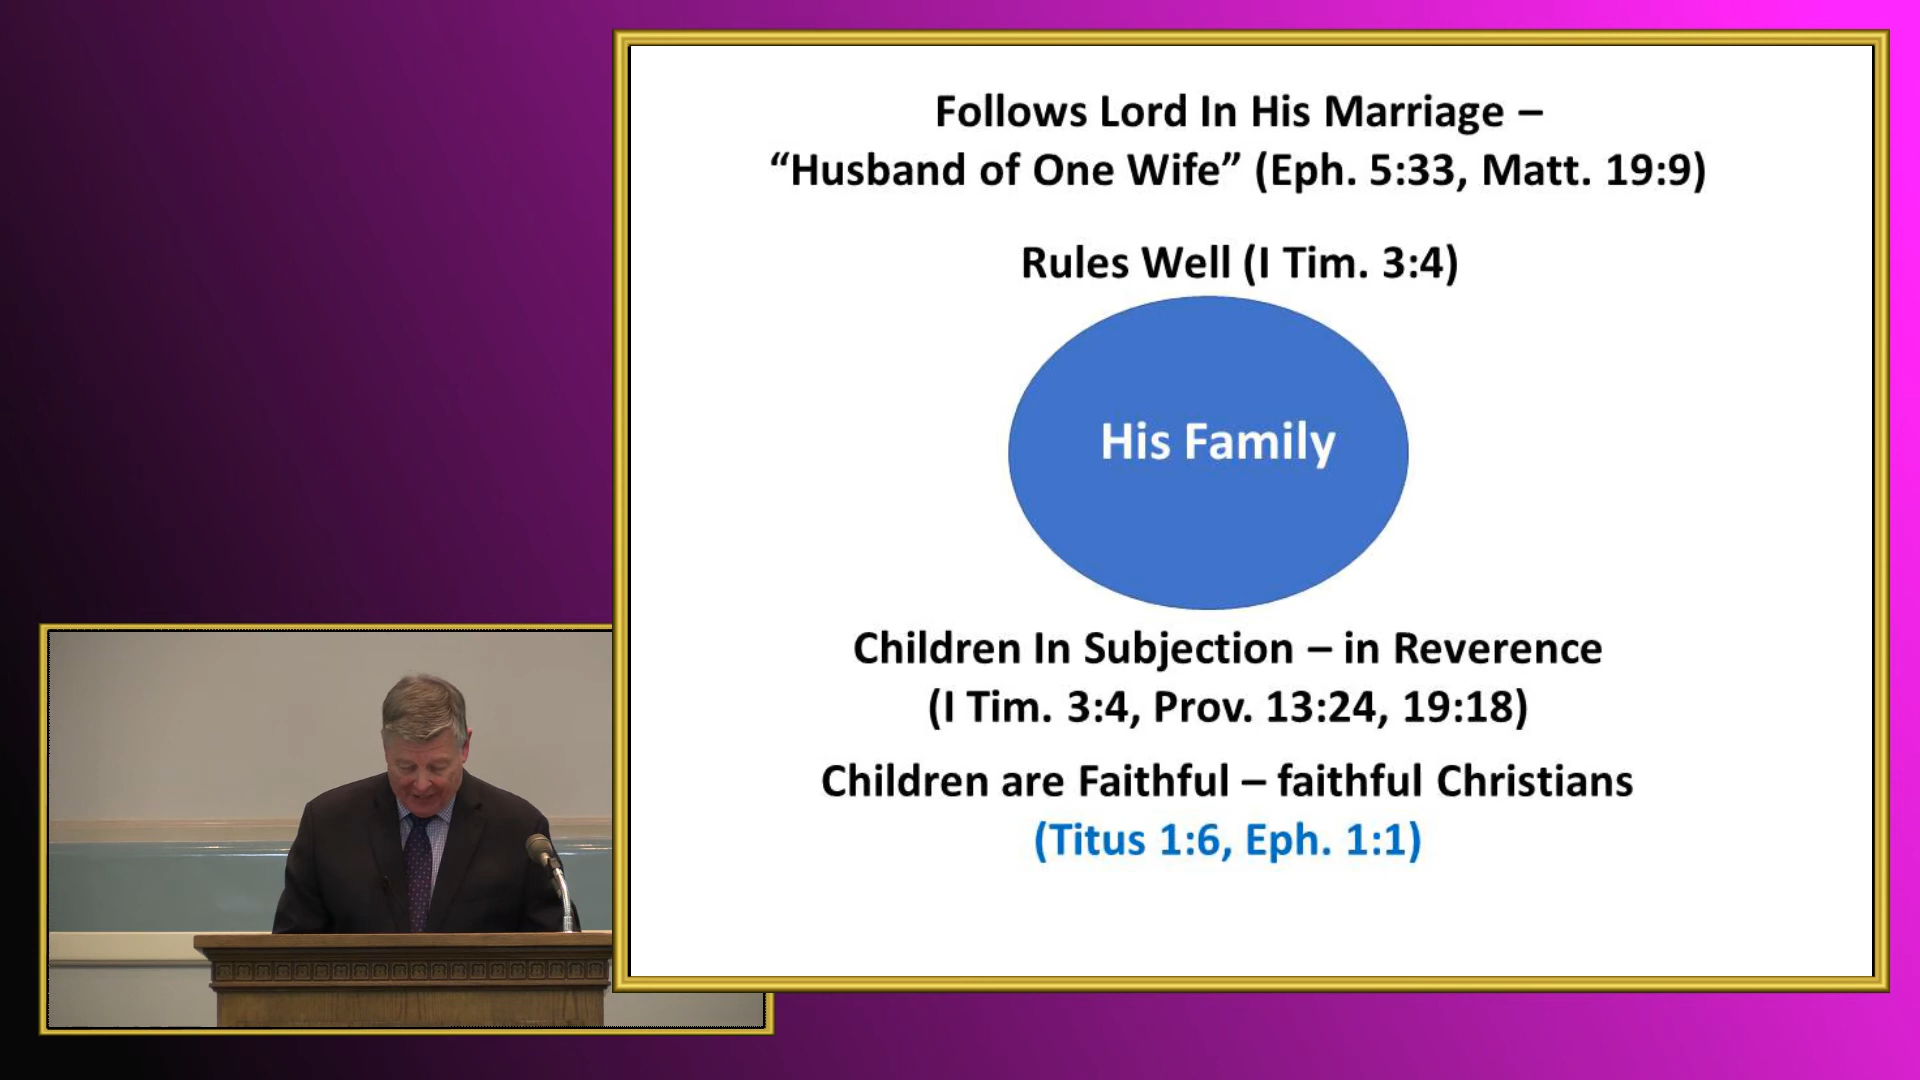 Follows Lord In His Marriage –
“Husband of One Wife” (Eph. 5:33, Matt. 19:9)
Rules Well (I Tim. 3:4)
His Family
Children In Subjection – in Reverence
(I Tim. 3:4, Prov. 13:24, 19:18)
Children are Faithful – faithful Christians
(Titus 1:6, Eph. 1:1)